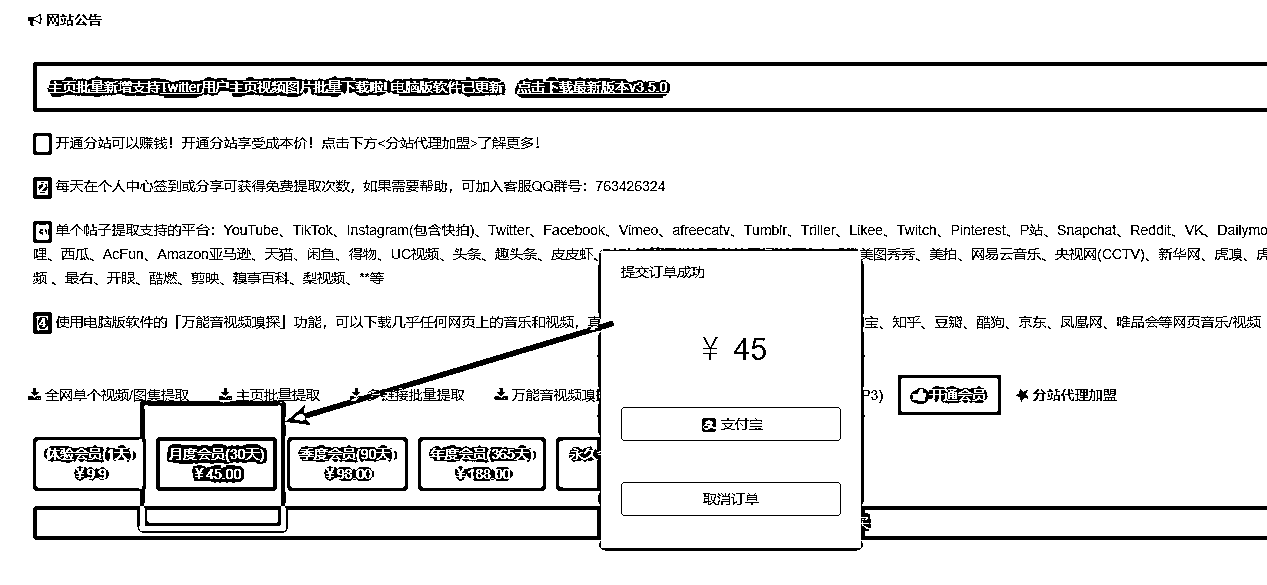 网站公告
主页批量新增支持Twitter用户主页视频图片批量下载啦! 电脑版软件已更新 点击下载最新版本v3.5.0
开通分站可以赚钱！开通分站享受成本价！点击下方<分站代理加盟>了解更多!
2 每天在个人中心签到或分享可获得免费提取次数，如果需要帮助，可加入客服QQ群号：763426324
3 单个帖子提取支持的平台：YouTube、TikTok、Instagram(包含快拍)、Twitter、Facebook、Vimeo、afreecatv、Tumblr、Triller、Likee、Twitch、Pinterest、P站、Snapchat、Reddit、VK、Dailymo
哩、西瓜、AcFun、Amazon亚马逊、天猫、闲鱼、得物、UC视频、头条、趣头条、皮皮虾、 美图秀秀、美拍、网易云音乐、央视网(CCTV)、新华网、虎嗅、虎
频 、最右、开眼、酷燃、剪映、糗事百科、梨视频、**等
4 使用电脑版软件的「万能音视频嗅探」功能，可以下载几乎任何网页上的音乐和视频，真 宝、知乎、豆瓣、酷狗、京东、凤凰网、唯品会等网页音乐/视频
提交订单成功
¥ 45
支付宝
取消订单
全网单个视频/图集提取 主页批量提取 多链接批量提取 万能音视频嗅探 P3) 开通会员 分站代理加盟
体验会员(1天) 月度会员(30天) 季度会员(90天) 年度会员(365天) 永久
¥9.9 ¥45.00 ¥98.00 ¥188.00